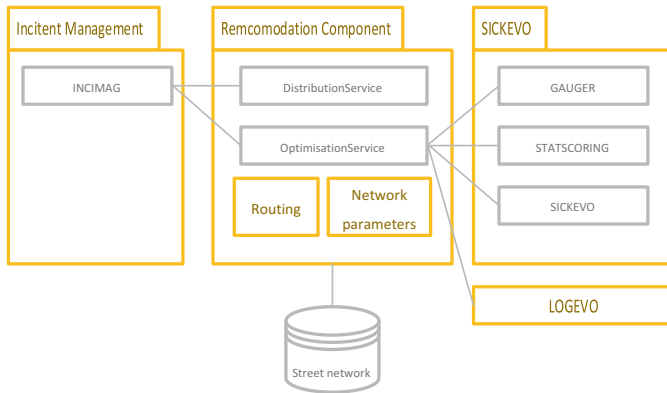 Incitent Management
Remcomodation Component
SICKEVO
INCIMAG
DistributionService
GAUGER
OptimisationService
STATSCORING
Routing
Network
parameters
SICKEVO
LOGEVO
Street network